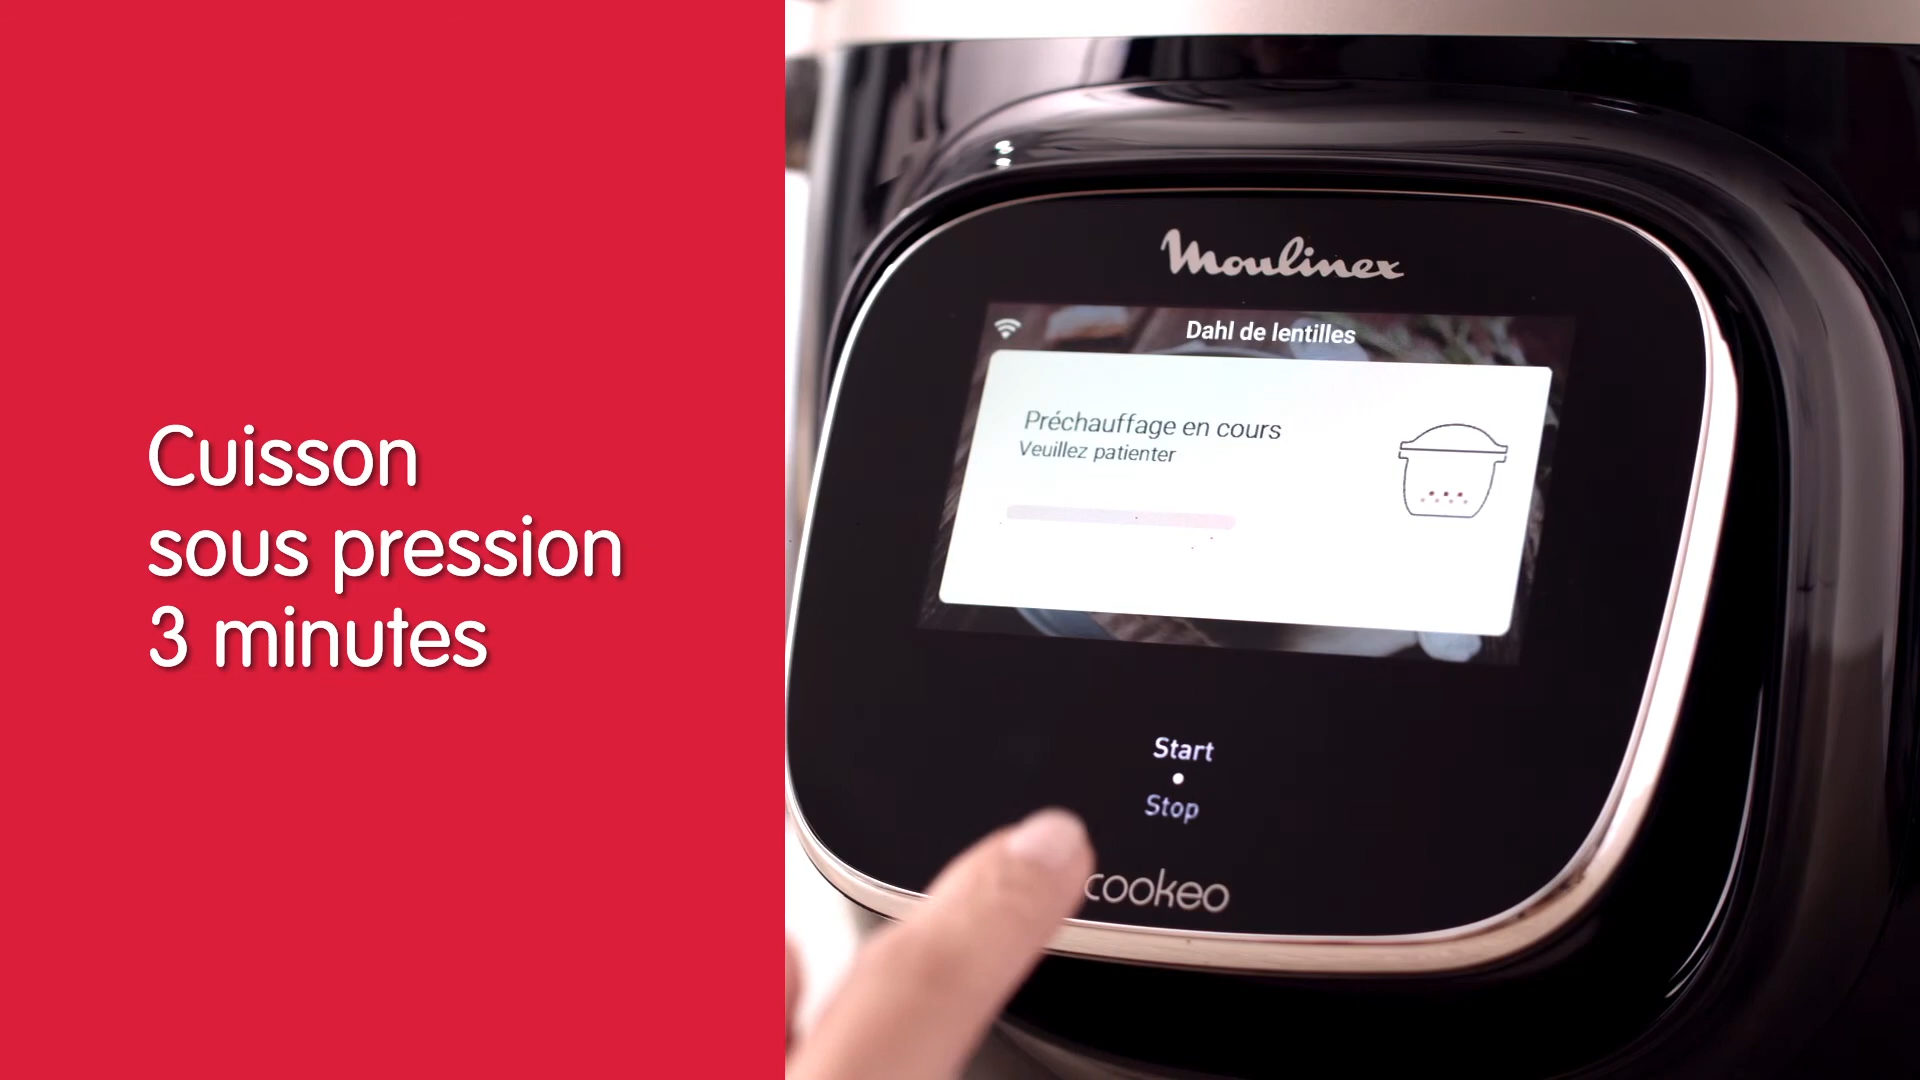 Cuisson
sous pression
3 minutes
Moulinex
Dahl de lentilles
Préchauffage en cours
Veuillez patienter
Start
Stop
cookeo